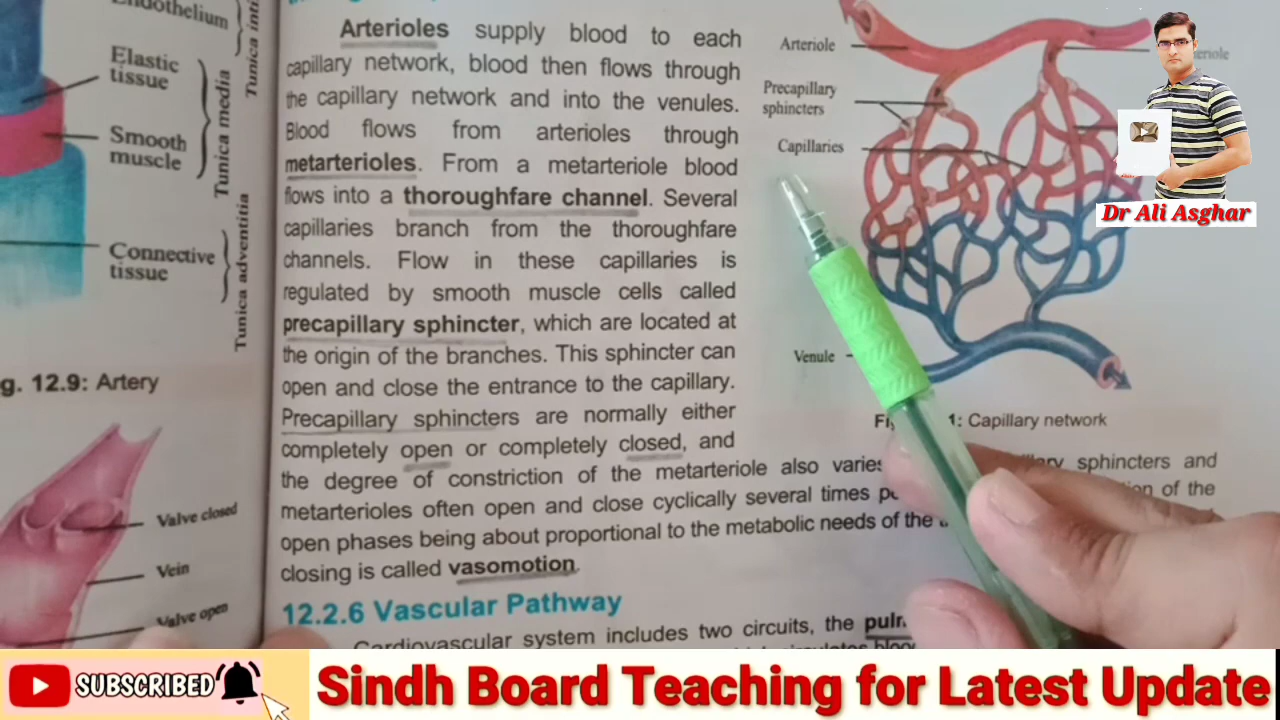 Endothelium
Elastic
tissue
Smooth
muscle
Connective
tissue
Tunica media
Tunica adventitia
g. 12.9: Artery
Valve closed
Vein
Valve open
Arterioles supply blood to each
capillary network, blood then flows through
the capillary network and into the venules.
Blood flows from arterioles through
metarterioles. From a metarteriole blood
flows into a thoroughfare channel. Several
capillaries branch from the thoroughfare
channels. Flow in these capillaries is
regulated by smooth muscle cells called
precapillary sphincter, which are located at
the origin of the branches. This sphincter can
open and close the entrance to the capillary.
Precapillary sphincters are normally either
completely open or completely closed, and
the degree of constriction of the metarteriole also varies sphincters and
metarterioles often open and close cyclically several times of the
open phases being about proportional to the metabolic needs of the
closing is called vasomotion.
12.2.6 Vascular Pathway
Cardiovascular system includes two circuits, the
Arteriole
Precapillary
sphincters
Capillaries
Venule
1: Capillary network
Dr Ali Asghar
SUBSCRIBED
Sindh Board Teaching for Latest Update